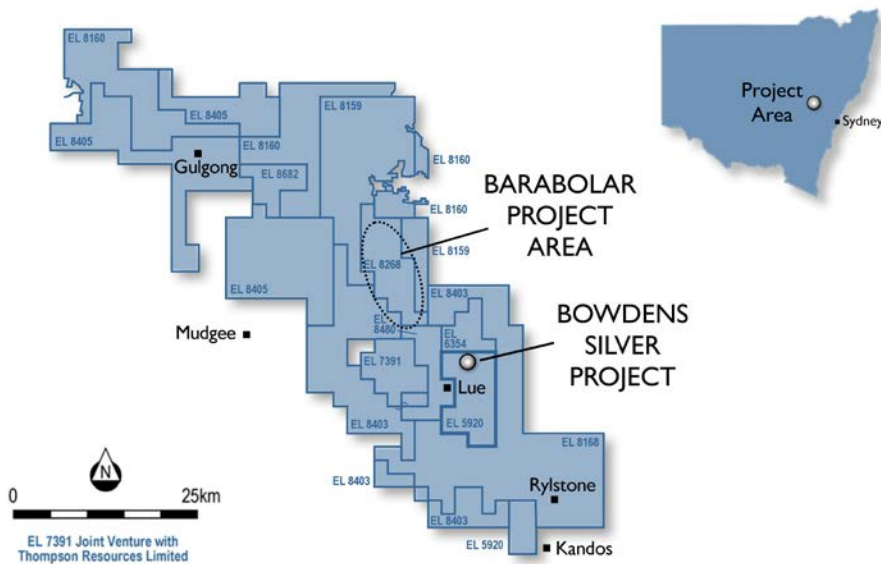 EL 8160
EL 8405
EL 8405
Gulgong
EL 8160
EL 8682
EL 8159
EL 8160
EL 8160
EL 8159
BARABOLAR
PROJECT
AREA
EL 8268
EL 8405
EL 8403
Mudgee
EL
8480
EL
6354
BOWDENS
SILVER
PROJECT
EL 7391
Lue
EL 5920
EL 8403
EL 8168
EL 8403
Rylstone
EL 8403
EL 5920
Kandos
Project
Area
Sydney
N
0
25km
EL 7391 Joint Venture with
Thompson Resources Limited